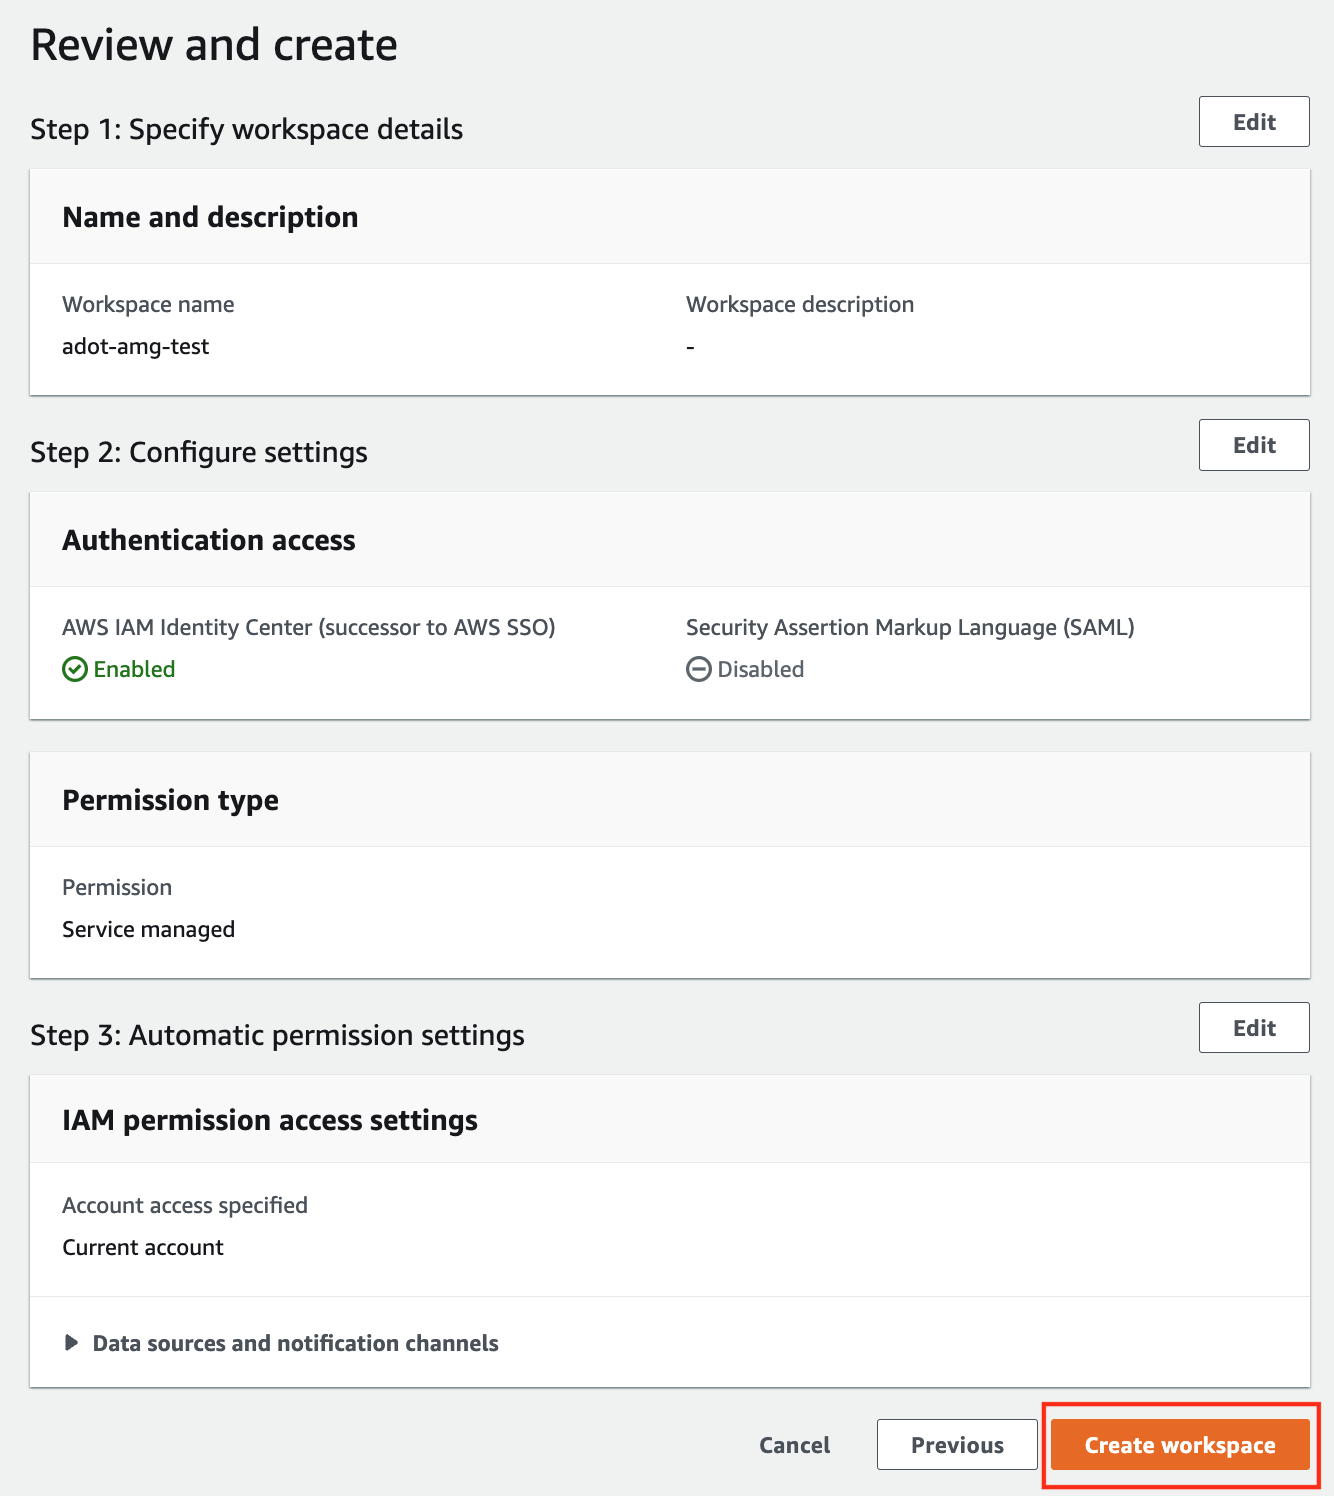 Review and create
Step 1: Specify workspace details
Edit
Name and description
Workspace name
Workspace description
adot-amg-test
-
Step 2: Configure settings
Edit
Authentication access
AWS IAM Identity Center (successor to AWS SSO)
Security Assertion Markup Language (SAML)
Enabled
Disabled
Permission type
Permission
Service managed
Step 3: Automatic permission settings
Edit
IAM permission access settings
Account access specified
Current account
Data sources and notification channels
Cancel
Previous
Create workspace